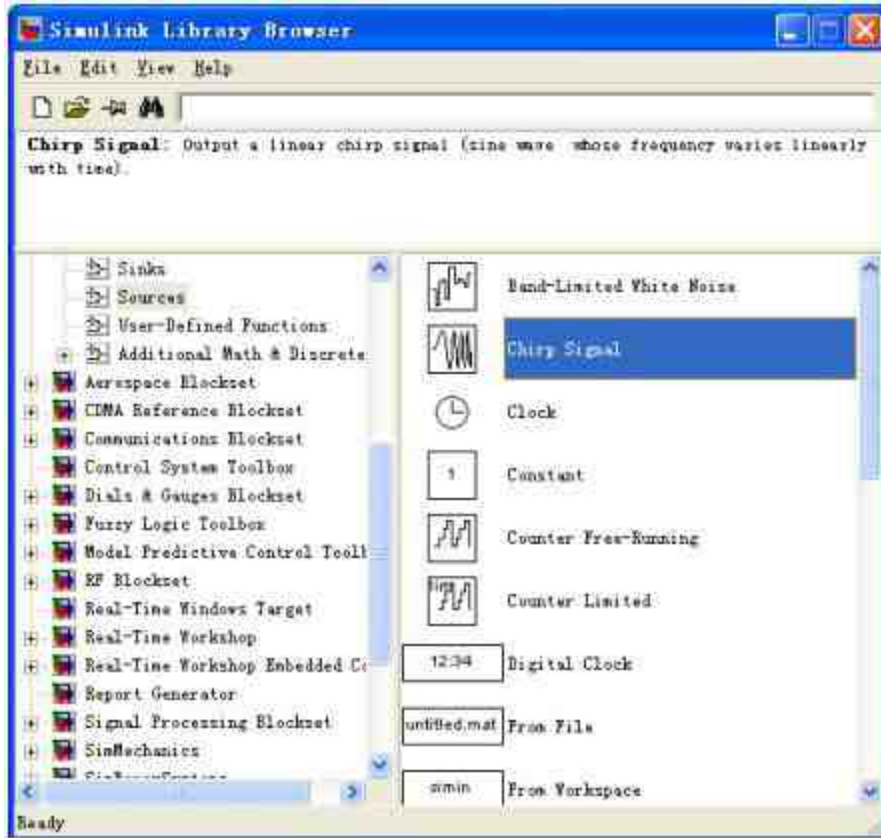 Simulink Library Browser
File Edit View Help
Chirp Signal: Output a linear chirp signal (sine wave whose frequency varies linearly
with time).
Sinks
Sources
User-Defined Functions
Additional Math & Discrete
Aerospace Blockset
CDMA Reference Blockset
Communications Blockset
Control System Toolbox
Dials & Gauges Blockset
Fuzzy Logic Toolbox
Model Predictive Control Toolb
RF Blockset
Real-Time Windows Target
Real-Time Workshop
Real-Time Workshop Embedded Co
Report Generator
Signal Processing Blockset
SimMechanics
Band-Limited White Noise
Chirp Signal
Clock
1 Constant
Counter Free-Running
Counter Limited
12:34 Digital Clock
untitled.mat From File
simin From Workspace
Ready